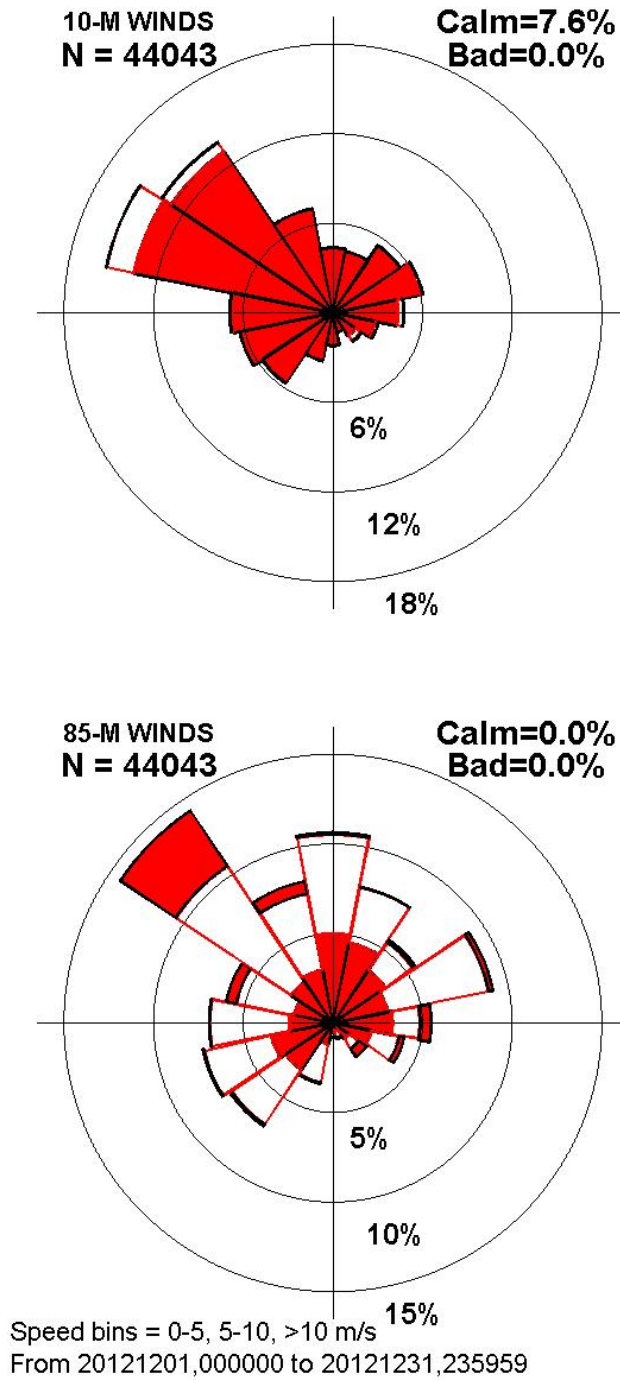 10-M WINDS
N = 44043
Calm=7.6%
Bad=0.0%
6%
12%
18%
85-M WINDS
N = 44043
Calm=0.0%
Bad=0.0%
5%
10%
15%
Speed bins = 0-5, 5-10, >10 m/s
From 20121201,000000 to 20121231,235959